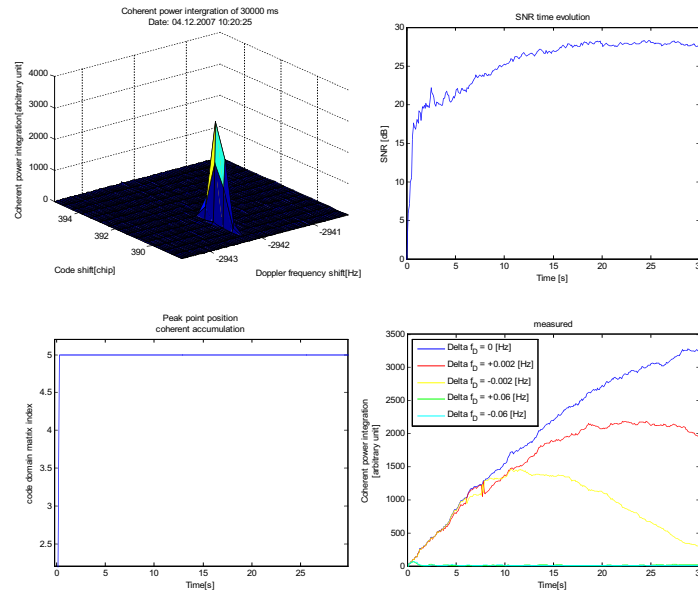 Coherent power intergration of 30000 ms
Date: 04.12.2007 10:20:25
Coherent power integration[arbitrary unit]
4000
3000
2000
1000
0
394
392
390
Code shift[chip]
-2943
-2942
-2941
Doppler frequency shift[Hz]
SNR time evolution
SNR [dB]
30
25
20
15
10
5
0
0 5 10 15 20 25 3
Time [s]
Peak point position
coherent accumulation
code domain matrix index
5
4.5
4
3.5
3
2.5
0 5 10 15 20 25
Time[s]
measured
Coherent power integration
[arbitrary unit]
3500
3000
2500
2000
1500
1000
500
0
Delta f_D = 0 [Hz]
Delta f_D = +0.002 [Hz]
Delta f_D = -0.002 [Hz]
Delta f_D = +0.06 [Hz]
Delta f_D = -0.06 [Hz]
0 5 10 15 20 25 3
Time[s]